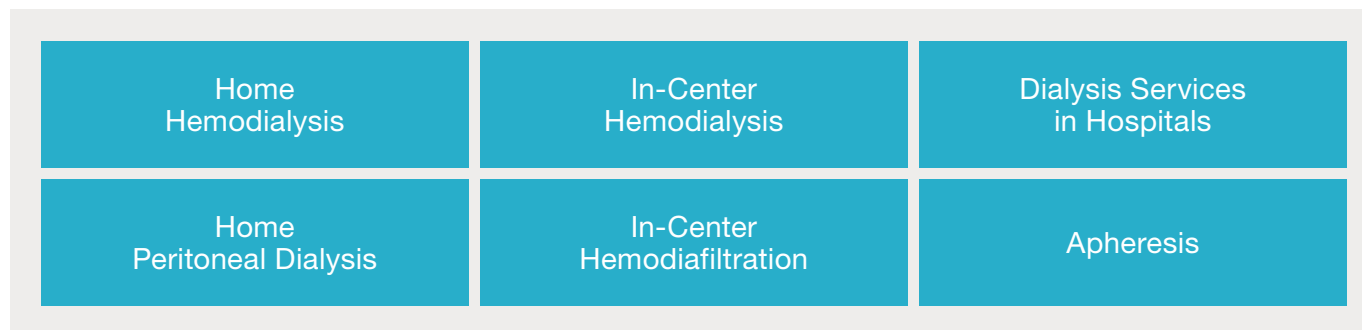 Home
Hemodialysis
In-Center
Hemodialysis
Dialysis Services
in Hospitals
Home
Peritoneal Dialysis
In-Center
Hemodiafiltration
Apheresis